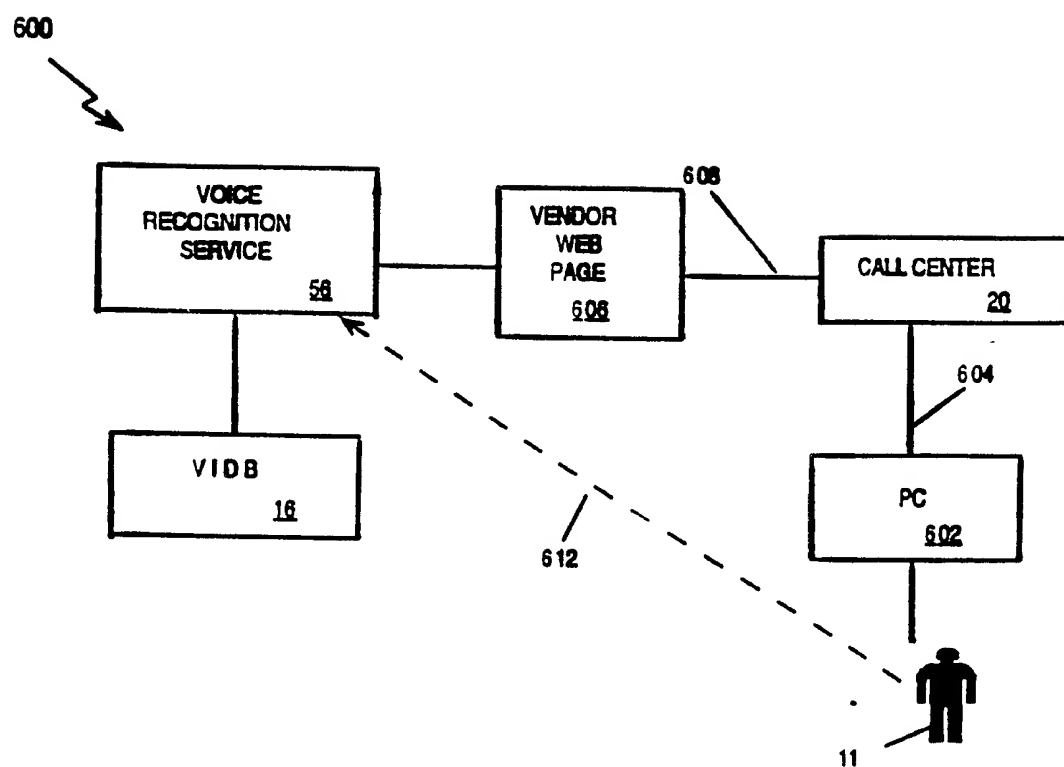 600
VOICE
RECOGNITION
SERVICE
56
VENDOR
WEB
PAGE
606
608
CALL CENTER
20
604
VIDB
16
PC
602
612
11